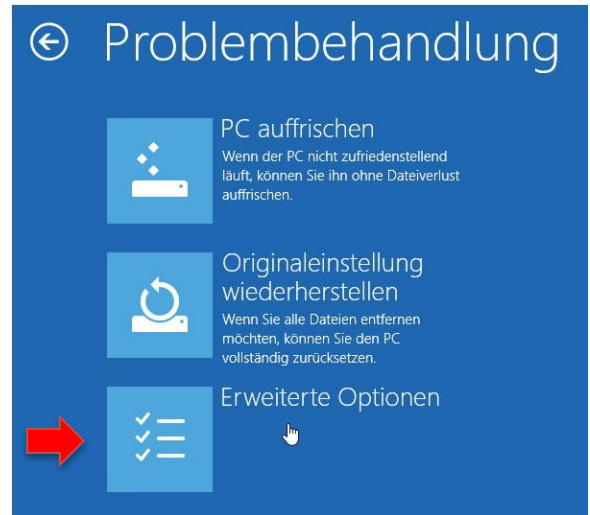 Problembehandlung
PC auffrischen
Wenn der PC nicht zufriedenstellend
läuft, können Sie ihn ohne Dateiverlust
auffrischen.
Originaleinstellung
wiederherstellen
Wenn Sie alle Dateien entfernen
möchten, können Sie den PC
vollständig zurücksetzen.
Erweiterte Optionen